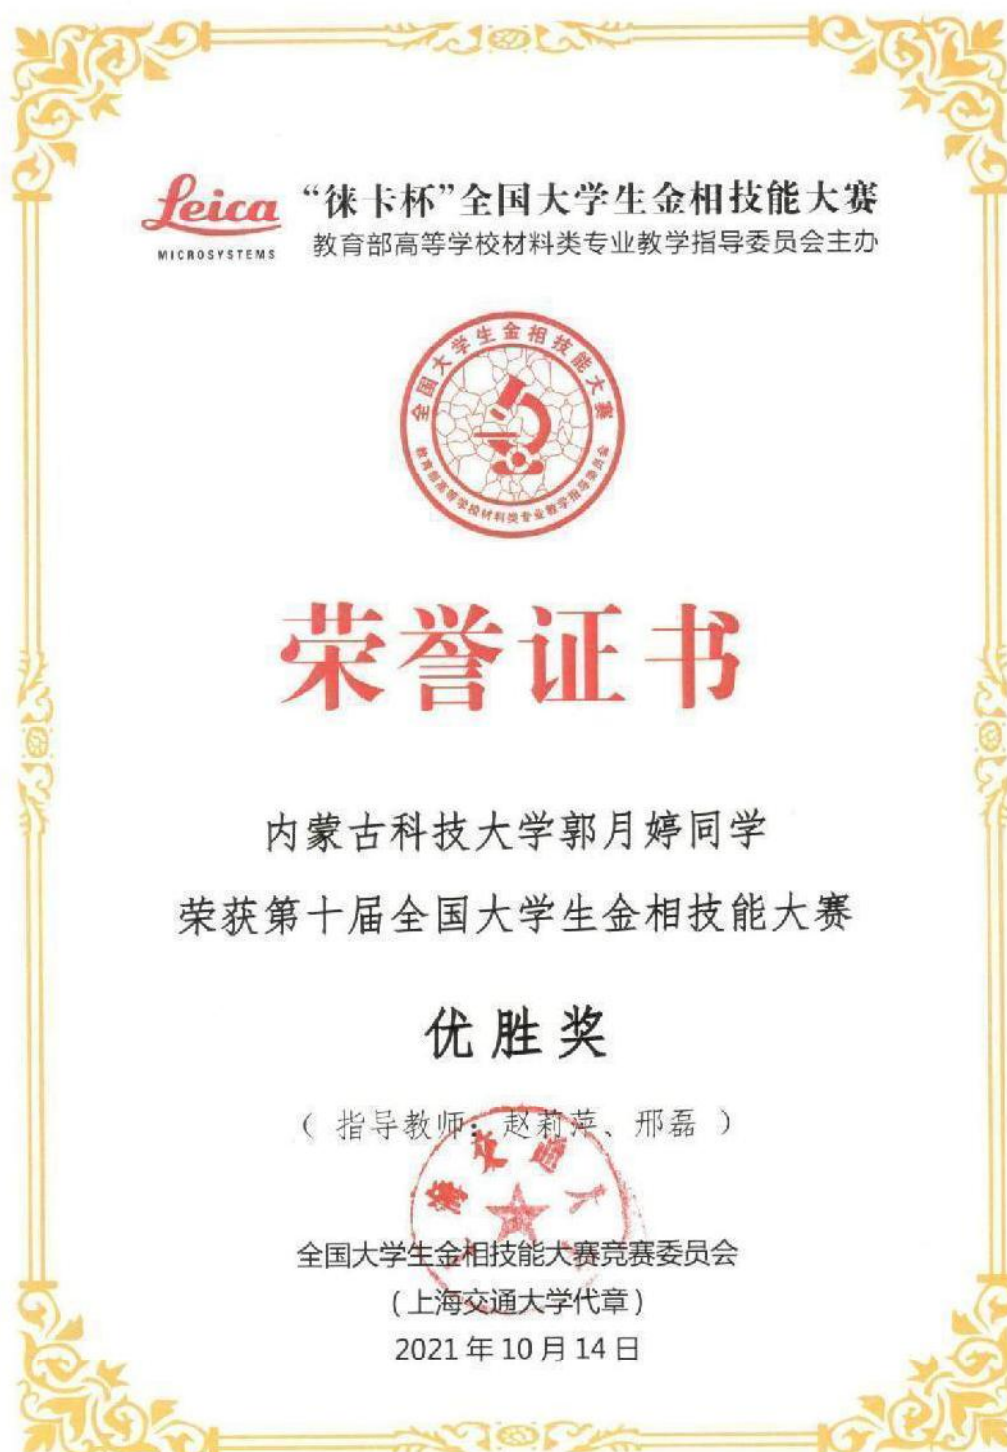 Leica
MICROSYSTEMS
“徕卡杯”全国大学生金相技能大赛
教育部高等学校材料类专业教学指导委员会主办
全国大学生金相技能大赛
教育部高等学校材料类专业教学指导委员会
荣誉证书
内蒙古科技大学郭月婷同学
荣获第十届全国大学生金相技能大赛
优胜奖
（ 指导教师：赵莉萍、邢磊 ）
上海交通大学
全国大学生金相技能大赛竞赛委员会
(上海交通大学代章)
2021年10月14日